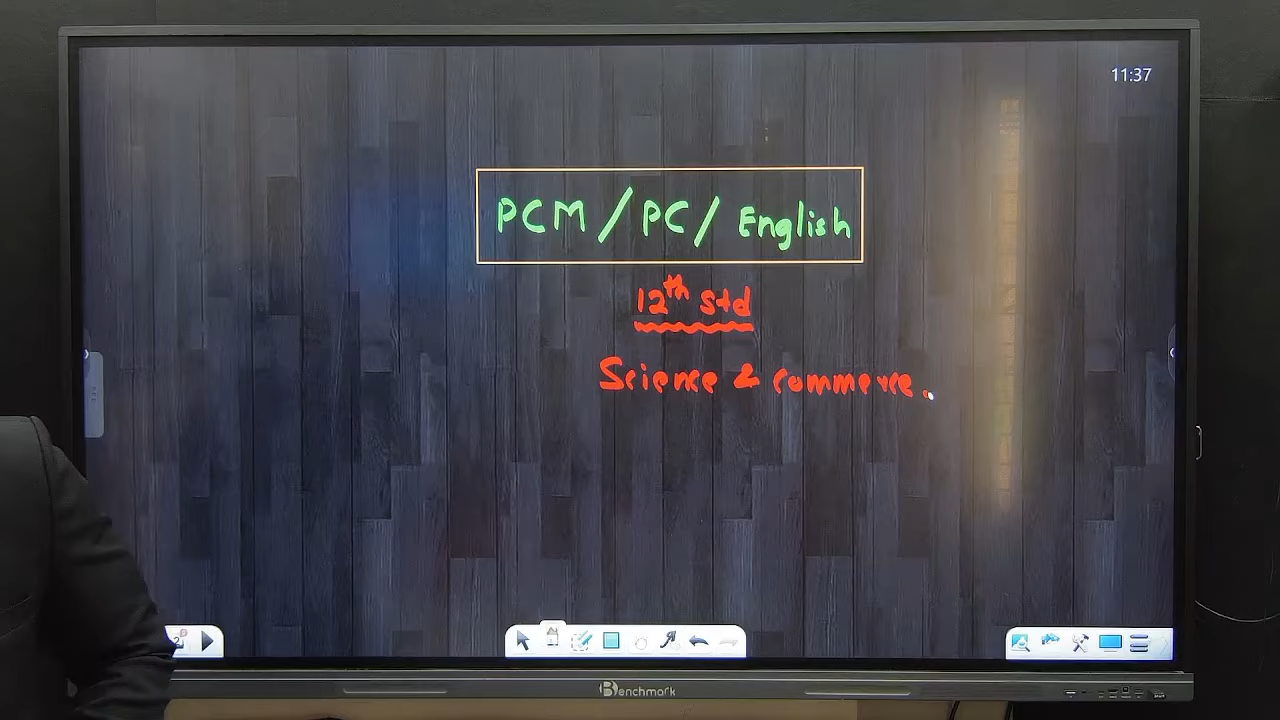 11:37
PCM / PC / English
12th std
Science & commerce.
Benchmark